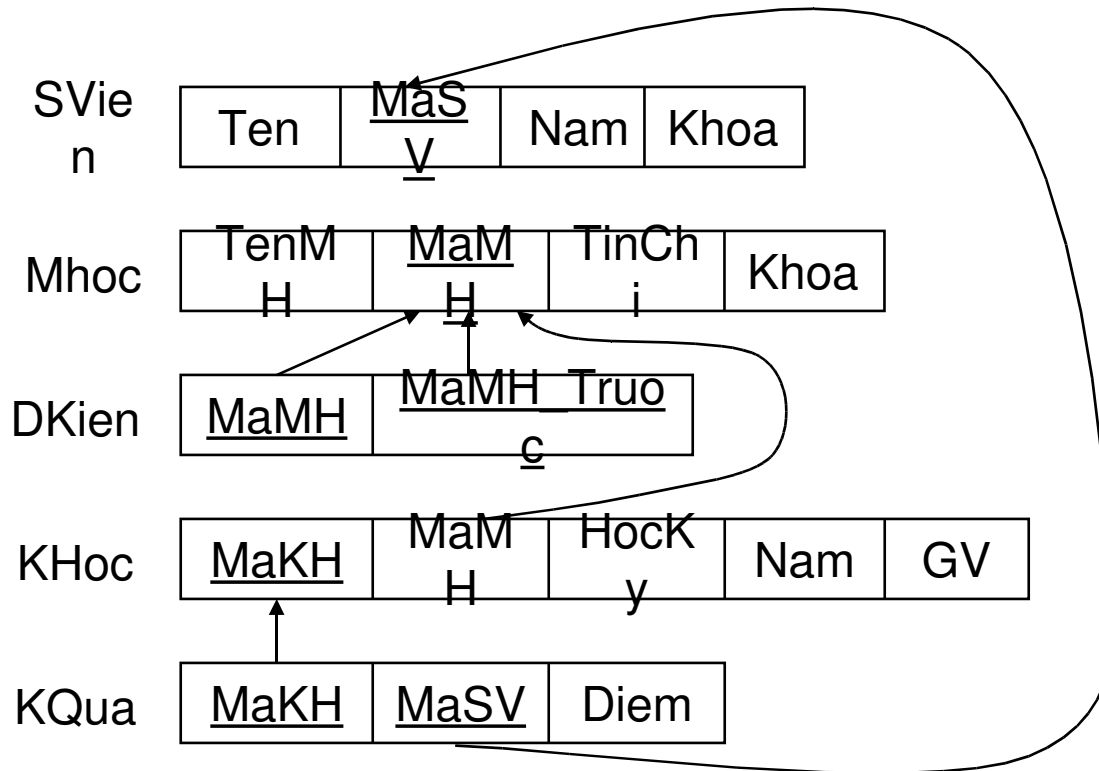 SVie
n
Ten
MaS
V
Nam
Khoa
Mhoc
TenM
H
MaM
H
TinCh
i
Khoa
DKien
MaMH
MaMH_Truo
c
KHoc
MaKH
MaM
H
HocK
y
Nam
GV
KQua
MaKH
MaSV
Diem